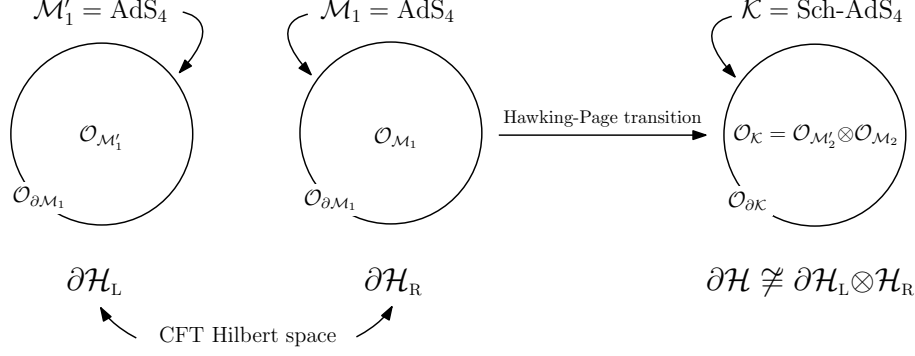 ℳ′₁ = AdS₄
ℳ₁ = AdS₄
𝒦 = Sch-AdS₄
𝒪_{ℳ′₁}
𝒪_{ℳ₁}
Hawking-Page transition
𝒪_𝒦 = 𝒪_{ℳ′₂}⊗𝒪_{ℳ₂}
𝒪_{∂ℳ₁}
𝒪_{∂ℳ₁}
𝒪_{∂𝒦}
∂ℋ_L
∂ℋ_R
∂ℋ ≇ ∂ℋ_L⊗ℋ_R
CFT Hilbert space